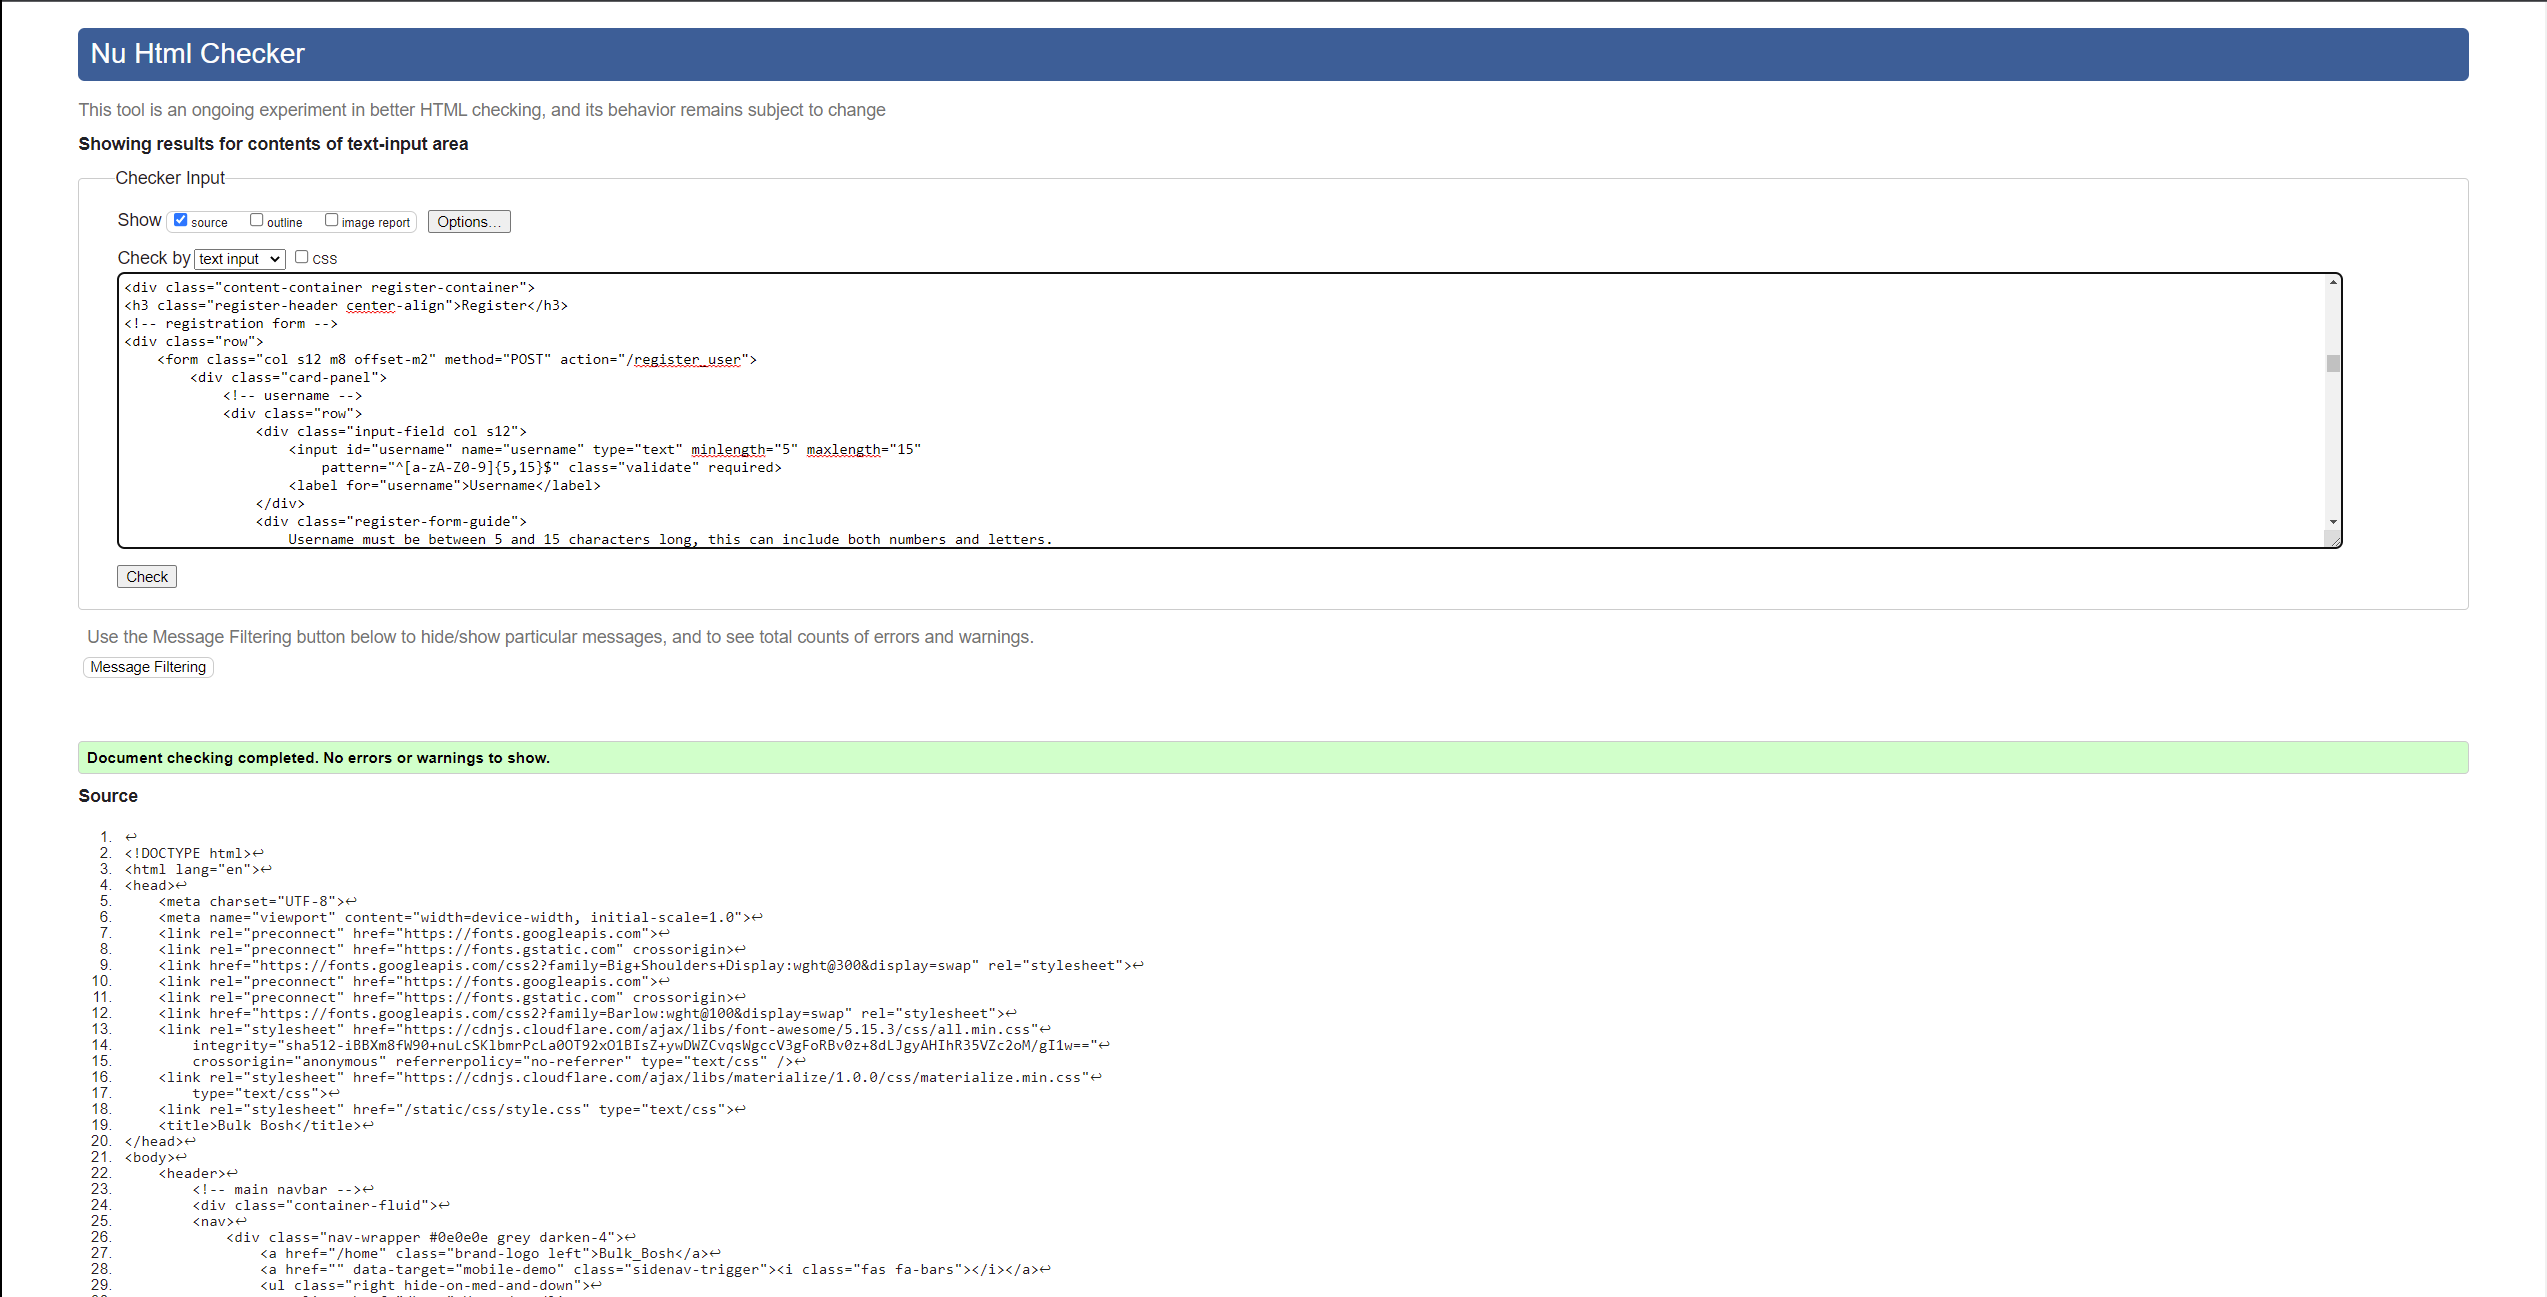 Nu Html Checker
This tool is an ongoing experiment in better HTML checking, and its behavior remains subject to change
Showing results for contents of text-input area
Checker Input
Show source outline image report Options...
Check by text input CSS
<div class="content-container register-container">
<h3 class="register-header center-align">Register</h3>
<!-- registration form -->
<div class="row">
<form class="col s12 m8 offset-m2" method="POST" action="/register_user">
<div class="card-panel">
<!-- username -->
<div class="row">
<div class="input-field col s12">
<input id="username" name="username" type="text" minlength="5" maxlength="15"
pattern="^[a-zA-Z0-9]{5,15}$" class="validate" required>
<label for="username">Username</label>
</div>
<div class="register-form-guide">
Username must be between 5 and 15 characters long, this can include both numbers and letters.
Check
Use the Message Filtering button below to hide/show particular messages, and to see total counts of errors and warnings.
Message Filtering
Document checking completed. No errors or warnings to show.
Source
1. ↩
2. <!DOCTYPE html>↩
3. <html lang="en">↩
4. <head>↩
5. <meta charset="UTF-8">↩
6. <meta name="viewport" content="width=device-width, initial-scale=1.0">↩
7. <link rel="preconnect" href="https://fonts.googleapis.com">↩
8. <link rel="preconnect" href="https://fonts.gstatic.com" crossorigin>↩
9. <link href="https://fonts.googleapis.com/css2?family=Big+Shoulders+Display:wght@300&display=swap" rel="stylesheet">↩
10. <link rel="preconnect" href="https://fonts.googleapis.com">↩
11. <link rel="preconnect" href="https://fonts.gstatic.com" crossorigin>↩
12. <link href="https://fonts.googleapis.com/css2?family=Barlow:wght@100&display=swap" rel="stylesheet">↩
13. <link rel="stylesheet" href="https://cdnjs.cloudflare.com/ajax/libs/font-awesome/5.15.3/css/all.min.css"↩
14. integrity="sha512-iBBXm8fW90+nuLcSKlbmrPcLa0OT92xO1BIsZ+ywDWZCvqsWgccV3gFoRBv0z+8dLJgyAHIhR35VZc2oM/gI1w=="↩
15. crossorigin="anonymous" referrerpolicy="no-referrer" type="text/css" />↩
16. <link rel="stylesheet" href="https://cdnjs.cloudflare.com/ajax/libs/materialize/1.0.0/css/materialize.min.css"↩
17. type="text/css">↩
18. <link rel="stylesheet" href="/static/css/style.css" type="text/css">↩
19. <title>Bulk Bosh</title>↩
20. </head>↩
21. <body>↩
22. <header>↩
23. <!-- main navbar -->↩
24. <div class="container-fluid">↩
25. <nav>↩
26. <div class="nav-wrapper #0e0e0e grey darken-4">↩
27. <a href="/home" class="brand-logo left">Bulk_Bosh</a>↩
28. <a href="" data-target="mobile-demo" class="sidenav-trigger"><i class="fas fa-bars"></i></a>↩
29. <ul class="right hide-on-med-and-down">↩